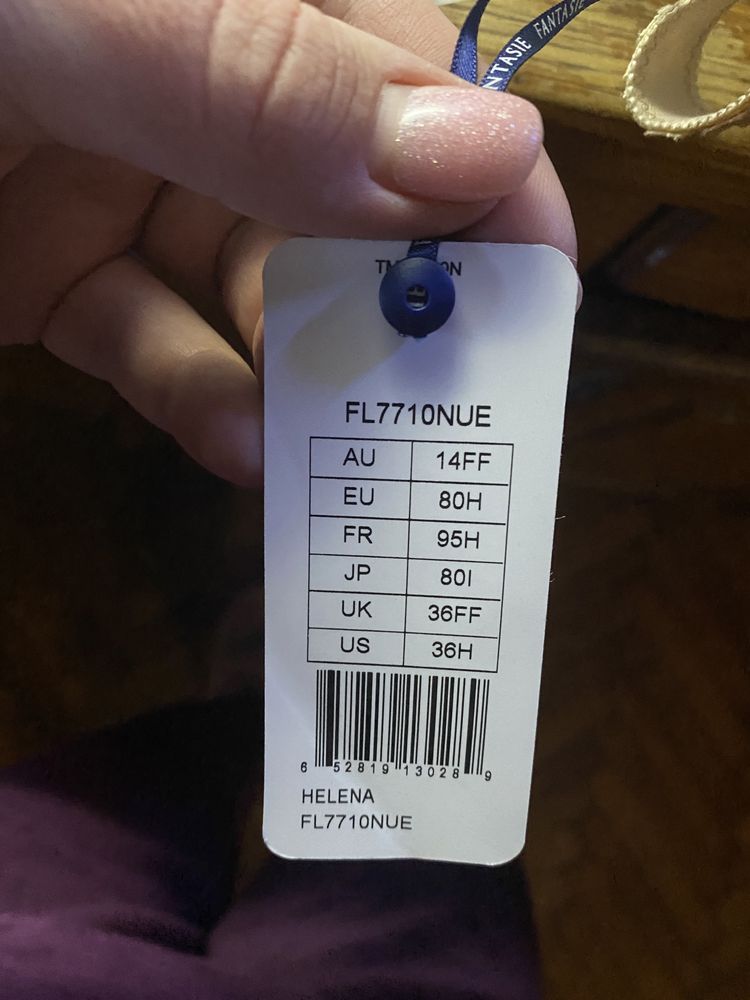 FANTASIE
NTASIE
FL7710NUE
AU 14FF
EU 80H
FR 95H
JP 80I
UK 36FF
US 36H
6 52819 13028 9
HELENA
FL7710NUE